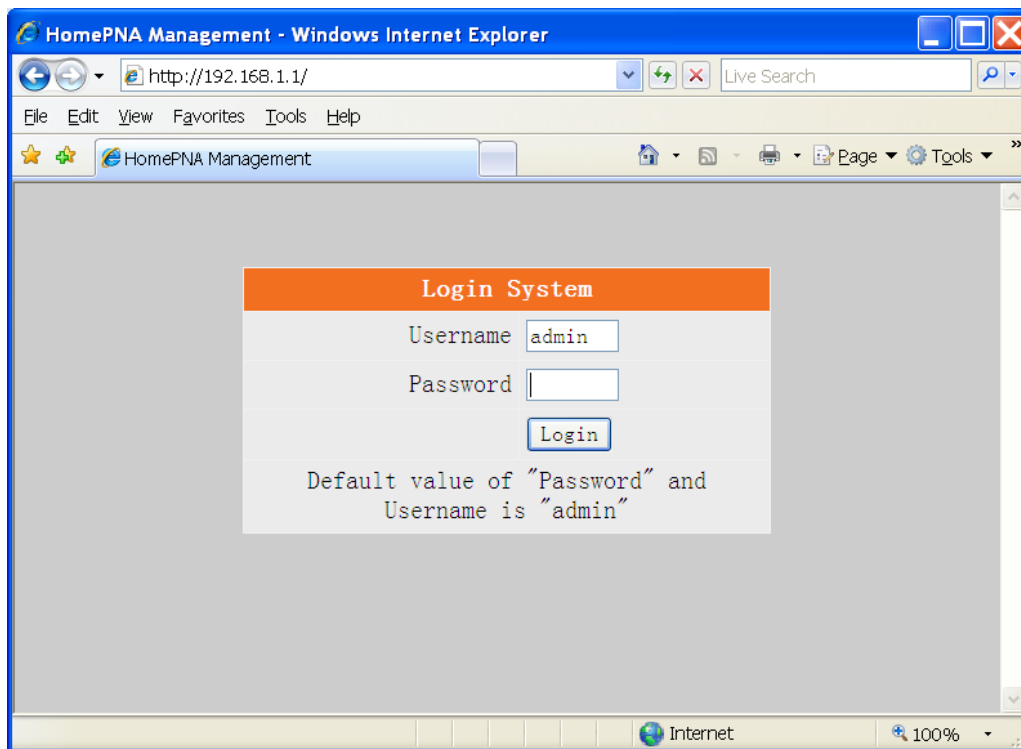 HomePNA Management - Windows Internet Explorer
http://192.168.1.1/
Live Search
File Edit View Favorites Tools Help
HomePNA Management
Page Tools »
Login System
Username admin
Password
Login
Default value of "Password" and
Username is "admin"
Internet 100%